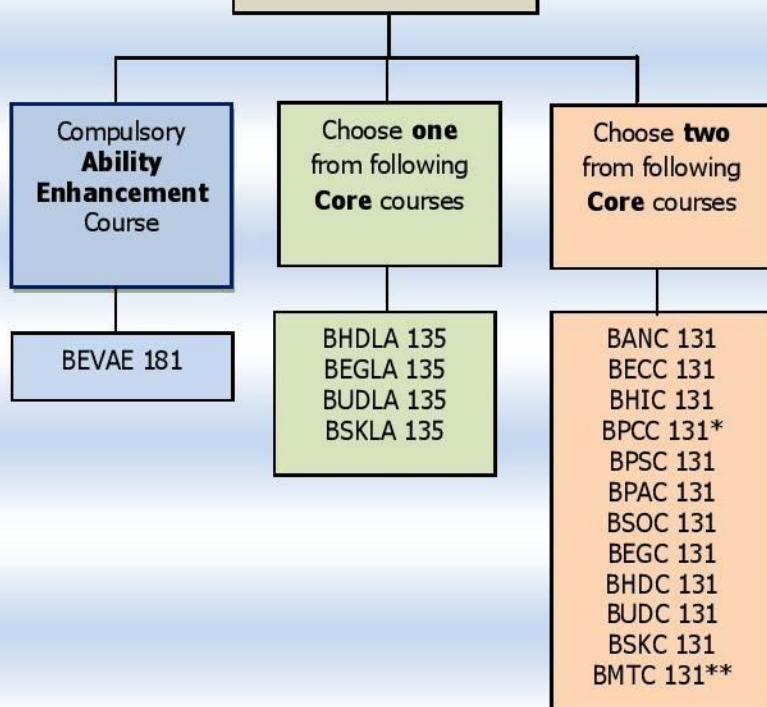 Compulsory
Ability
Enhancement
Course
BEVAE 181
Choose one
from following
Core courses
BHDLA 135
BEGLA 135
BUDLA 135
BSKLA 135
Choose two
from following
Core courses
BANC 131
BECC 131
BHIC 131
BPCC 131*
BPSC 131
BPAC 131
BSOC 131
BEGC 131
BHDC 131
BUDC 131
BSKC 131
BMTC 131**